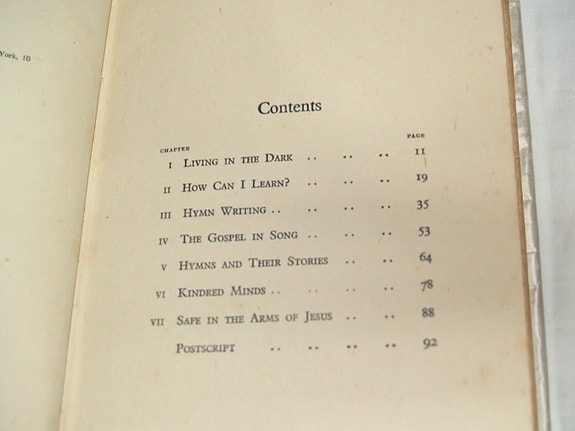 York, 10
Contents
CHAPTER PAGE
I LIVING IN THE DARK .. .. .. 11
II HOW CAN I LEARN? .. .. .. 19
III HYMN WRITING .. .. .. .. 35
IV THE GOSPEL IN SONG .. .. .. 53
V HYMNS AND THEIR STORIES .. .. 64
VI KINDRED MINDS .. .. .. .. 78
VII SAFE IN THE ARMS OF JESUS .. .. 88
POSTSCRIPT .. .. .. .. 92